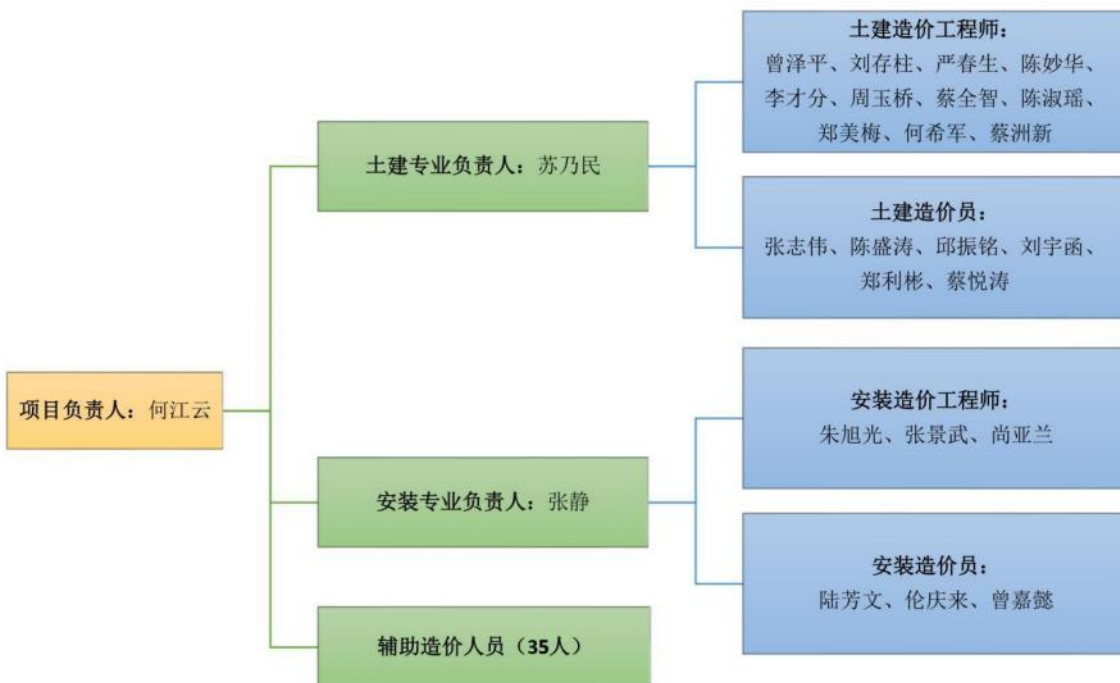 项目负责人：何江云
土建专业负责人：苏乃民
土建造价工程师：
曾泽平、刘存柱、严春生、陈妙华、
李才分、周玉桥、蔡全智、陈淑瑶、
郑美梅、何希军、蔡洲新
土建造价员：
张志伟、陈盛涛、邱振铭、刘宇函、
郑利彬、蔡悦涛
安装专业负责人：张静
安装造价工程师：
朱旭光、张景武、尚亚兰
安装造价员：
陆芳文、伦庆来、曾嘉懿
辅助造价人员（35人）